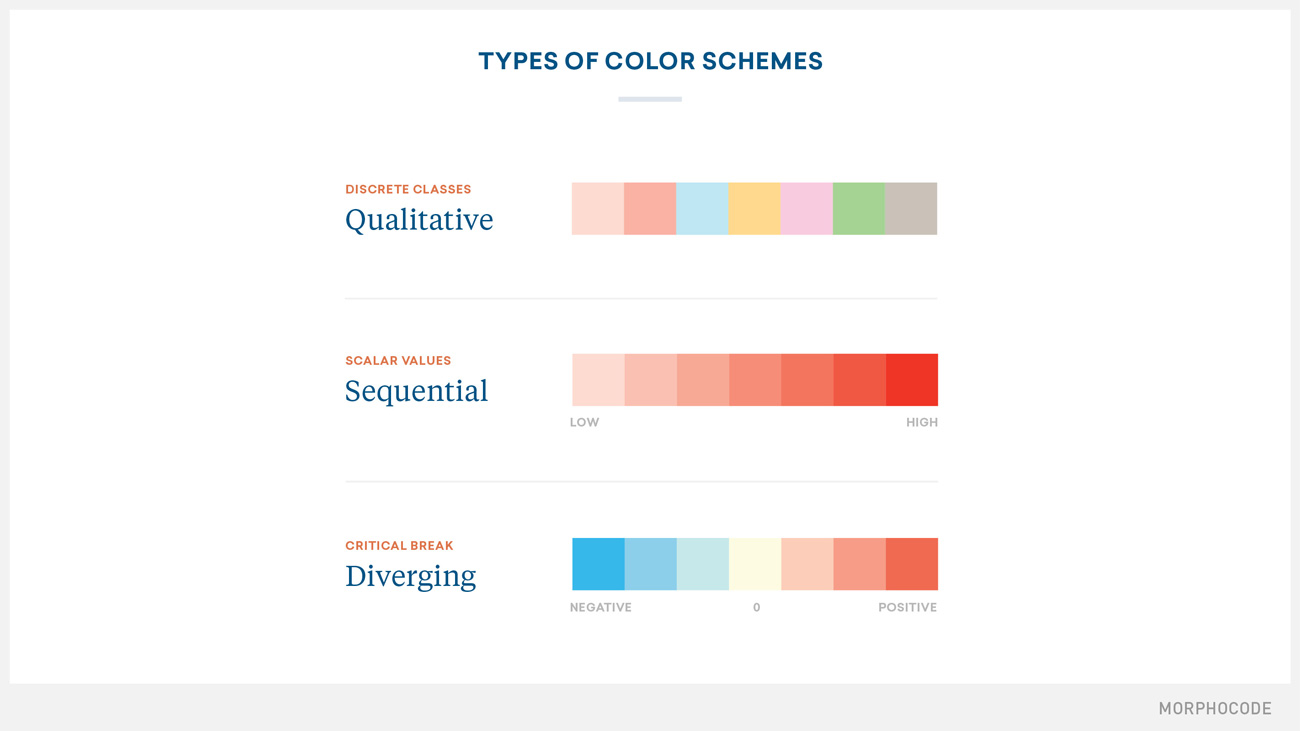 TYPES OF COLOR SCHEMES
DISCRETE CLASSES
Qualitative
SCALAR VALUES
Sequential
LOW HIGH
CRITICAL BREAK
Diverging
NEGATIVE 0 POSITIVE
MORPHOCODE